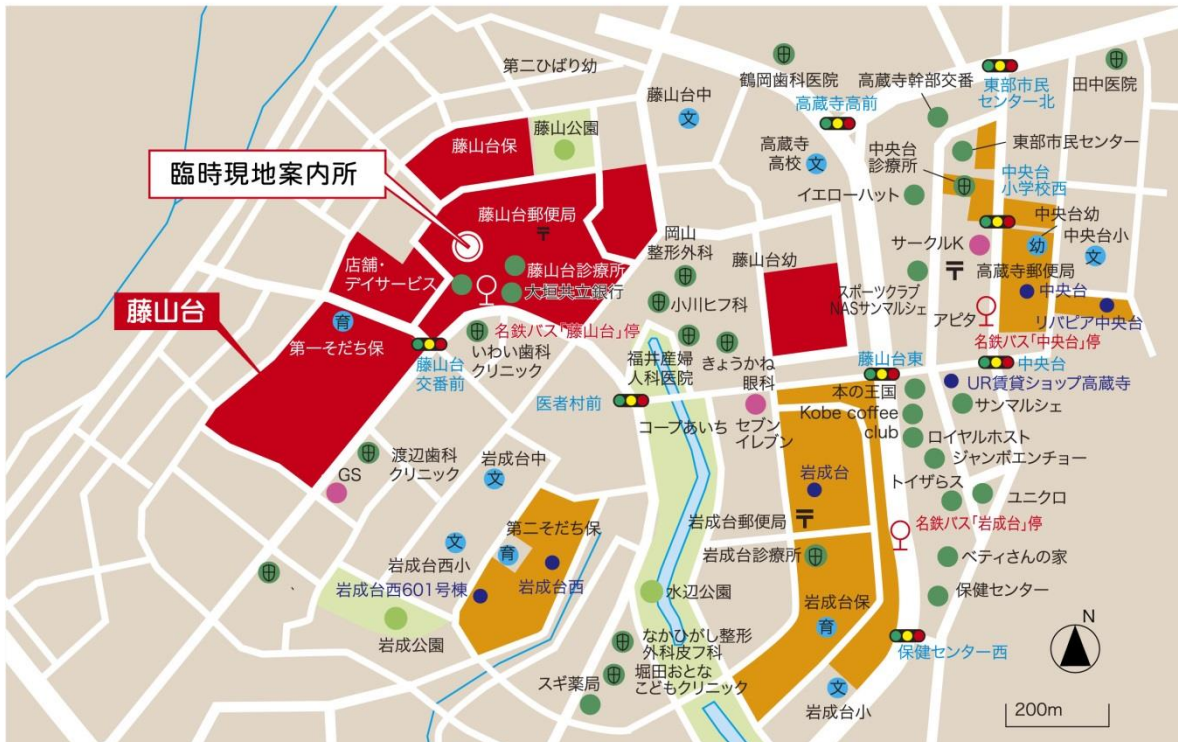 第二ひばり幼
藤山台中
鶴岡歯科医院
高蔵寺幹部交番
東部市民
センター北
田中医院
藤山公園
藤山台保
高蔵寺高前
高蔵寺
高校
中央台
診療所
東部市民センター
中央台
小学校西
臨時現地案内所
イエローハット
藤山台郵便局
岡山
整形外科
中央台幼
中央台小
サークルK
高蔵寺郵便局
店舗・
デイサービス
藤山台診療所
大垣共立銀行
藤山台幼
スポーツクラブ
NASサンマルシェ
中央台
小川ヒフ科
アピタ
リバピア中央台
藤山台
育
第一そだち保
名鉄バス「藤山台」停
いわい歯科
クリニック
藤山台
交番前
福井産婦
人科医院
きょうかね
眼科
藤山台東
名鉄バス「中央台」停
中央台
UR賃貸ショップ高蔵寺
本の王国
サンマルシェ
医者村前
コープあいち
セブン
イレブン
Kobe coffee
club
ロイヤルホスト
ジャンボエンチョー
渡辺歯科
クリニック
GS
岩成台中
文
岩成台
トイザらス
ユニクロ
第二そだち保
岩成台郵便局
名鉄バス「岩成台」停
文
育
岩成台西小
岩成台診療所
ベティさんの家
岩成台西601号棟
岩成台西
水辺公園
岩成台保
育
保健センター
岩成公園
なかひがし整形
外科皮フ科
保健センター西
堀田おとな
こどもクリニック
スギ薬局
文
岩成台小
N
200m
文
文
幼
文